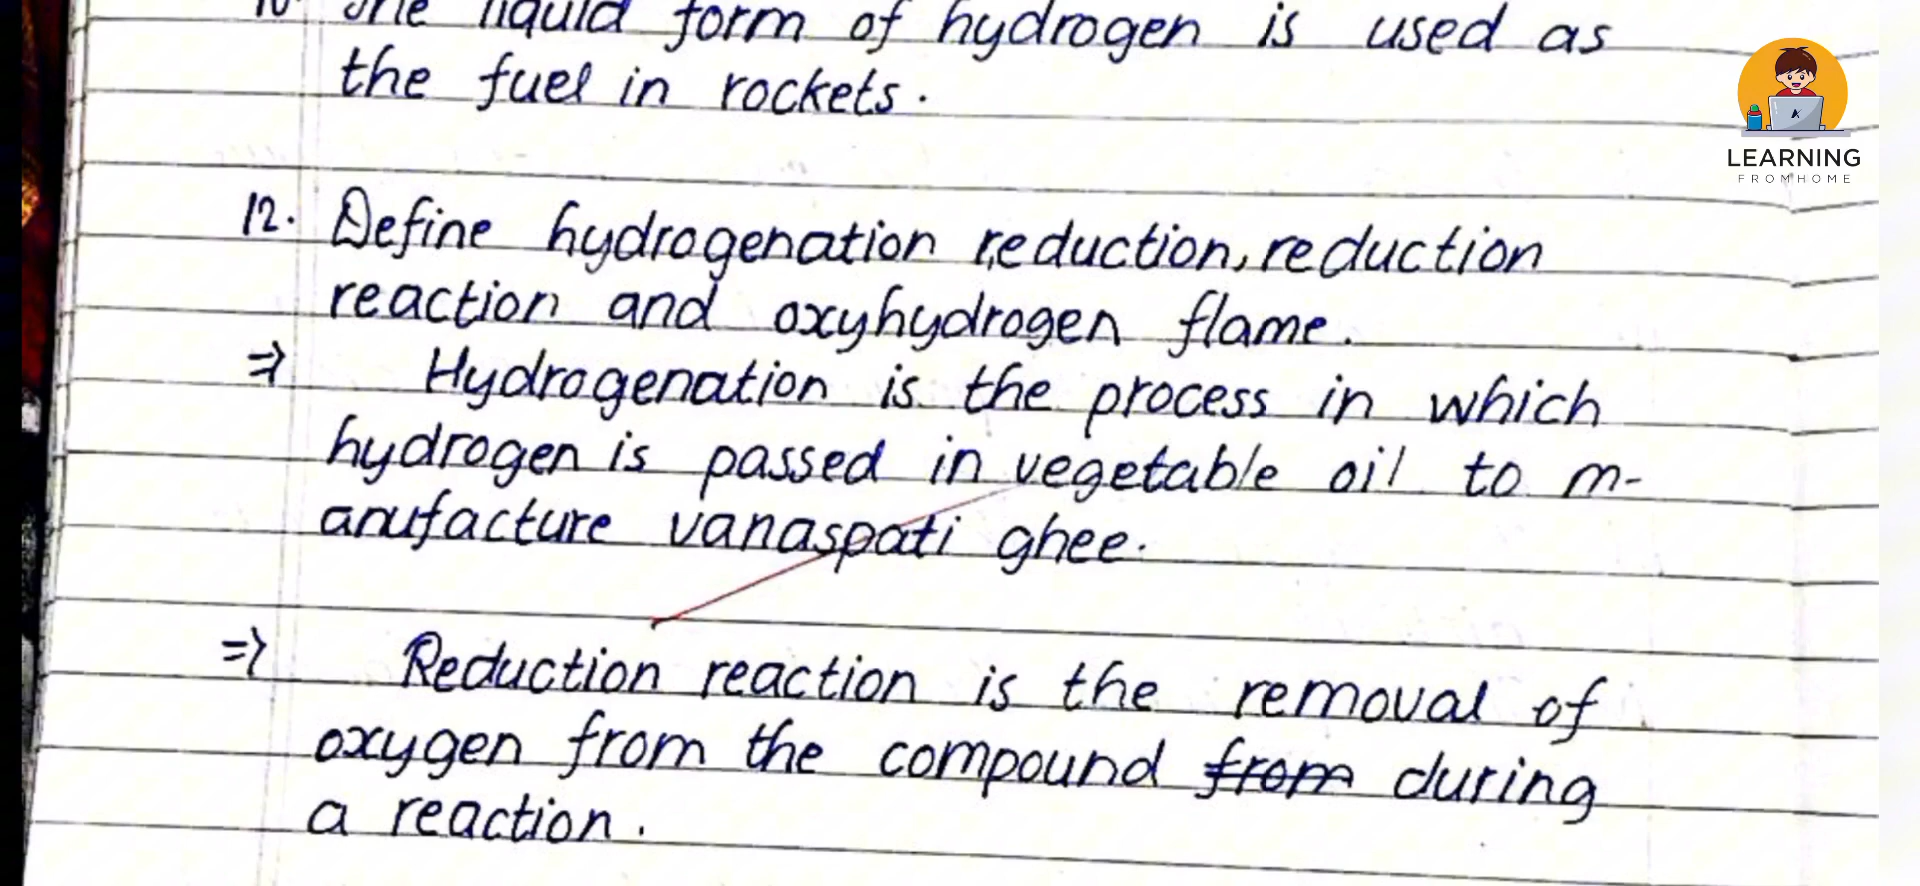 The liquid form of hydrogen is used as
the fuel in rockets.
LEARNING
FROMHOME
12. Define hydrogenation reduction, reduction
reaction and oxyhydrogen flame.
⇒ Hydrogenation is the process in which
hydrogen is passed in vegetable oil to m-
anufacture vanaspati ghee.
⇒ Reduction reaction is the removal of
oxygen from the compound ~~from~~ during
a reaction.